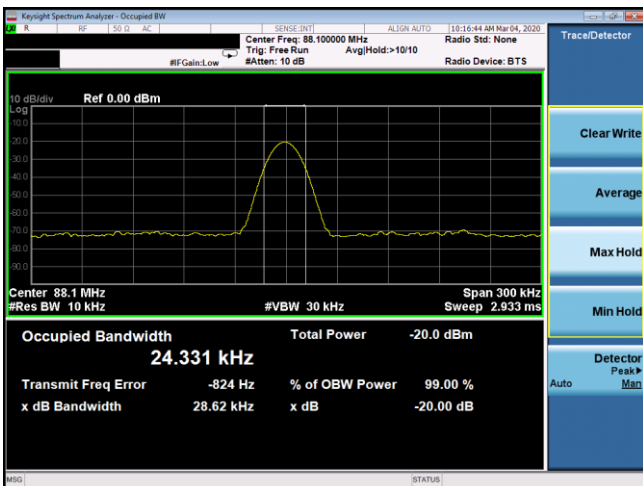 Keysight Spectrum Analyzer - Occupied BW
R RF 50 Ω AC SENSE:INT ALIGN AUTO 10:16:44 AM Mar 04, 2020
Center Freq: 88.100000 MHz Radio Std: None
Trig: Free Run Avg|Hold:>10/10
#IFGain:Low #Atten: 10 dB Radio Device: BTS
Trace/Detector
10 dB/div Ref 0.00 dBm
Log
-10.0
-20.0
-30.0
-40.0
-50.0
-60.0
-70.0
-80.0
-90.0
Center 88.1 MHz Span 300 kHz
#Res BW 10 kHz #VBW 30 kHz Sweep 2.933 ms
Occupied Bandwidth Total Power -20.0 dBm
24.331 kHz
Transmit Freq Error -824 Hz % of OBW Power 99.00 %
x dB Bandwidth 28.62 kHz x dB -20.00 dB
Clear Write
Average
Max Hold
Min Hold
Detector
Peak▶
Auto Man
MSG STATUS